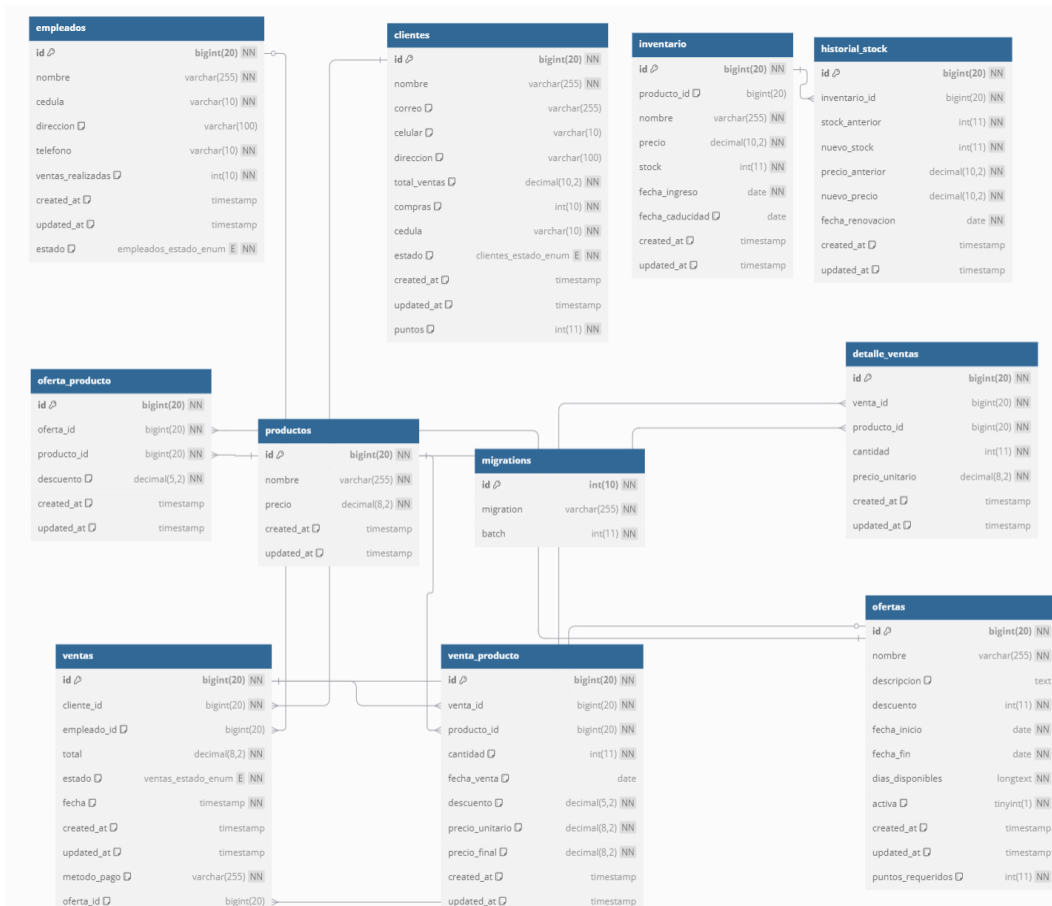 empleados
id bigint(20) NN
nombre varchar(255) NN
cedula varchar(10) NN
direccion varchar(100)
telefono varchar(10) NN
ventas_realizadas int(10) NN
created_at timestamp
updated_at timestamp
estado empleados_estado_enum E NN
clientes
id bigint(20) NN
nombre varchar(255) NN
correo varchar(255)
celular varchar(10)
direccion varchar(100)
total_ventas decimal(10,2) NN
compras int(10) NN
cedula varchar(10) NN
estado clientes_estado_enum E NN
created_at timestamp
updated_at timestamp
puntos int(11) NN
inventario
id bigint(20) NN
producto_id bigint(20)
nombre varchar(255) NN
precio decimal(10,2) NN
stock int(11) NN
fecha_ingreso date NN
fecha_caducidad date
created_at timestamp
updated_at timestamp
historial_stock
id bigint(20) NN
inventario_id bigint(20) NN
stock_anterior int(11) NN
nuevo_stock int(11) NN
precio_anterior decimal(10,2) NN
nuevo_precio decimal(10,2) NN
fecha_renovacion date NN
created_at timestamp
updated_at timestamp
oferta_producto
id bigint(20) NN
oferta_id bigint(20) NN
producto_id bigint(20) NN
descuento decimal(5,2) NN
created_at timestamp
updated_at timestamp
productos
id bigint(20) NN
nombre varchar(255) NN
precio decimal(8,2) NN
created_at timestamp
updated_at timestamp
migrations
id int(10) NN
migration varchar(255) NN
batch int(11) NN
detalle_ventas
id bigint(20) NN
venta_id bigint(20) NN
producto_id bigint(20) NN
cantidad int(11) NN
precio_unitario decimal(8,2) NN
created_at timestamp
updated_at timestamp
ventas
id bigint(20) NN
cliente_id bigint(20) NN
empleado_id bigint(20)
total decimal(8,2) NN
estado ventas_estado_enum E NN
fecha timestamp NN
created_at timestamp
updated_at timestamp
metodo_pago varchar(255) NN
oferta_id bigint(20)
venta_producto
id bigint(20) NN
venta_id bigint(20) NN
producto_id bigint(20) NN
cantidad int(11) NN
fecha_venta date
descuento decimal(5,2) NN
precio_unitario decimal(8,2) NN
precio_final decimal(8,2) NN
created_at timestamp
updated_at timestamp
ofertas
id bigint(20) NN
nombre varchar(255) NN
descripcion text
descuento int(11) NN
fecha_inicio date NN
fecha_fin date NN
dias_disponibles longtext NN
activa tinyint(1) NN
created_at timestamp
updated_at timestamp
puntos_requeridos int(11) NN